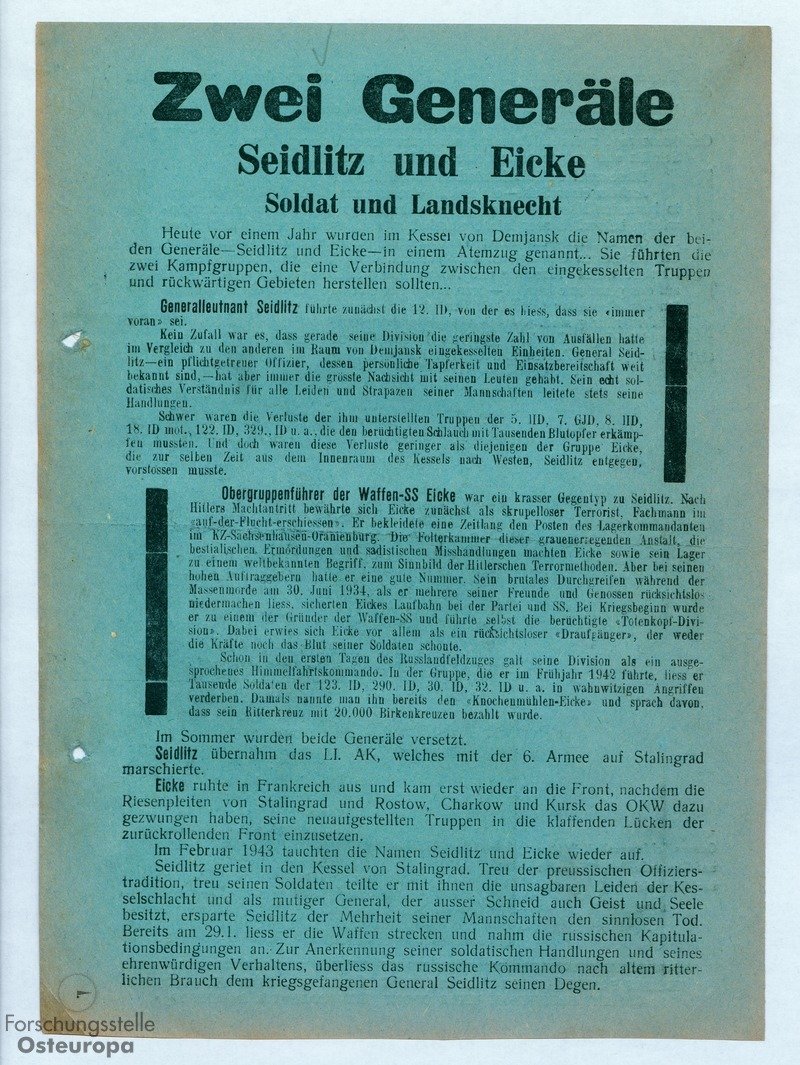 Zwei Generäle
Seidlitz und Eicke
Soldat und Landsknecht
Heute vor einem Jahr wurden im Kessel von Demjansk die Namen der bei-
den Generäle—Seidlitz und Eicke—in einem Atemzug genannt... Sie führten die
zwei Kampfgruppen, die eine Verbindung zwischen den eingekesselten Truppen
und rückwärtigen Gebieten herstellen sollten...
Generalleutnant Seidlitz führte zunächst die 12. ID, von der es hiess, dass sie «immer
voran» sei.
Kein Zufall war es, dass gerade seine Division die geringste Zahl von Ausfällen hatte
im Vergleich zu den anderen im Raum von Demjansk eingekesselten Einheiten. General Seid-
litz—ein pflichtgetreuer Offizier, dessen persönliche Tapferkeit und Einsatzbereitschaft weit
bekannt sind,—hat aber immer die grösste Nachsicht mit seinen Leuten gehabt. Sein echt sol-
datisches Verständnis für alle Leiden und Strapazen seiner Mannschaften leitete stets seine
Handlungen.
Schwer waren die Verluste der ihm unterstellten Truppen der 5. IID, 7. GJD, 8. IID,
18. ID mot., 122. ID, 329., ID u. a., die den berüchtigten Schlauch mit Tausenden Blutopfer erkämp-
fen mussten. Und doch waren diese Verluste geringer als diejenigen der Gruppe Eicke,
die zur selben Zeit aus dem Innenraum des Kessels nach Westen, Seidlitz entgegen,
vorstossen musste.
Obergruppenführer der Waffen-SS Eicke war ein krasser Gegentyp zu Seidlitz. Nach
Hitlers Machtantritt bewährte sich Eicke zunächst als skrupelloser Terrorist, Fachmann im
«auf-der-Flucht-erschiessen». Er bekleidete eine Zeitlang den Posten des Lagerkommandanten
im KZ-Sachsenhausen-Oranienburg. Die Folterkammer dieser grauenerregenden Anstalt, die
bestialischen Ermordungen und sadistischen Misshandlungen machten Eicke sowie sein Lager
zu einem weltbekannten Begriff, zum Sinnbild der Hitlerschen Terrormethoden. Aber bei seinen
hohen Auftraggebern hatte er eine gute Nummer. Sein brutales Durchgreifen während der
Massenmorde am 30. Juni 1934, als er mehrere seiner Freunde und Genossen rücksichtslos
niedermachen liess, sicherten Eickes Laufbahn bei der Partei und SS. Bei Kriegsbeginn wurde
er zu einem der Gründer der Waffen-SS und führte selbst die berüchtigte «Totenkopf-Divi-
sion». Dabei erwies sich Eicke vor allem als ein rücksichtsloser «Draufgänger», der weder
die Kräfte noch das Blut seiner Soldaten schonte.
Schon in den ersten Tagen des Russlandfeldzuges galt seine Division als ein ausge-
sprochenes Himmelfahrtskommando. In der Gruppe, die er im Frühjahr 1942 führte, liess er
Tausende Soldaten der 123. ID, 290. ID, 30. ID, 32. ID u. a. in wahnwitzigen Angriffen
verderben. Damals nannte man ihn bereits den «Knochenmühlen-Eicke» und sprach davon,
dass sein Ritterkreuz mit 20.000 Birkenkreuzen bezahlt wurde.
Im Sommer wurden beide Generäle versetzt.
Seidlitz übernahm das LI. AK, welches mit der 6. Armee auf Stalingrad
marschierte.
Eicke ruhte in Frankreich aus und kam erst wieder an die Front, nachdem die
Riesenpleiten von Stalingrad und Rostow, Charkow und Kursk das OKW dazu
gezwungen haben, seine neuaufgestellten Truppen in die klaffenden Lücken der
zurückrollenden Front einzusetzen.
Im Februar 1943 tauchten die Namen Seidlitz und Eicke wieder auf.
Seidlitz geriet in den Kessel von Stalingrad. Treu der preussischen Offiziers-
tradition, treu seinen Soldaten teilte er mit ihnen die unsagbaren Leiden der Kes-
selschlacht und als mutiger General, der ausser Schneid auch Geist und Seele
besitzt, ersparte Seidlitz der Mehrheit seiner Mannschaften den sinnlosen Tod.
Bereits am 29.1. liess er die Waffen strecken und nahm die russischen Kapitula-
tionsbedingungen an. Zur Anerkennung seiner soldatischen Handlungen und seines
ehrenwürdigen Verhaltens, überliess das russische Kommando nach altem ritter-
lichen Brauch dem kriegsgefangenen General Seidlitz seinen Degen.
Forschungsstelle
Osteuropa